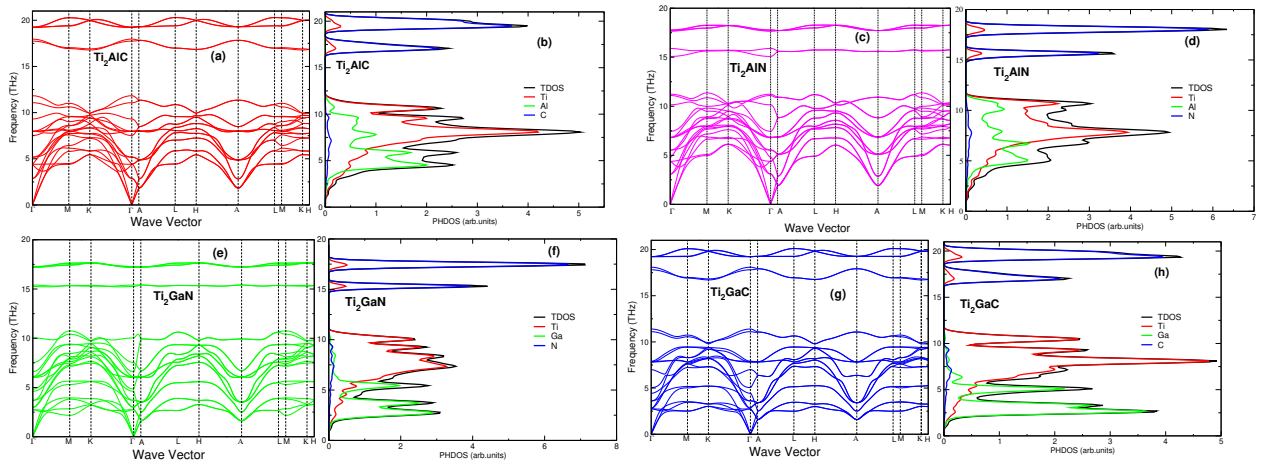 20
15
10
5
0
Frequency (THz)
(a)
Ti2AlC
Γ M K Γ A L H A L M K H
Wave Vector
20
15
10
5
0
(b)
Ti2AlC
TDOS
Ti
Al
C
0 1 2 3 4 5
PHDOS (arb.units)
20
15
10
5
0
Frequency (THz)
(c)
Ti2AlN
Γ M K Γ A L H A L M K H
Wave Vector
20
15
10
5
0
(d)
Ti2AlN
TDOS
Ti
Al
N
0 1 2 3 4 5 6 7
PHDOS (arb.units)
20
15
10
5
0
Frequency (THz)
(e)
Ti2GaN
Γ M K Γ A L H A L M K H
Wave Vector
20
15
10
5
0
(f)
Ti2GaN
TDOS
Ti
Ga
N
0 2 4 6 8
PHDOS (arb.units)
20
15
10
5
0
Frequency (THz)
Ti2GaC
(g)
Γ M K Γ A L H A L M K H
Wave Vector
20
15
10
5
0
(h)
Ti2GaC
TDOS
Ti
Ga
C
0 1 2 3 4 5
PHDOS (arb.units)